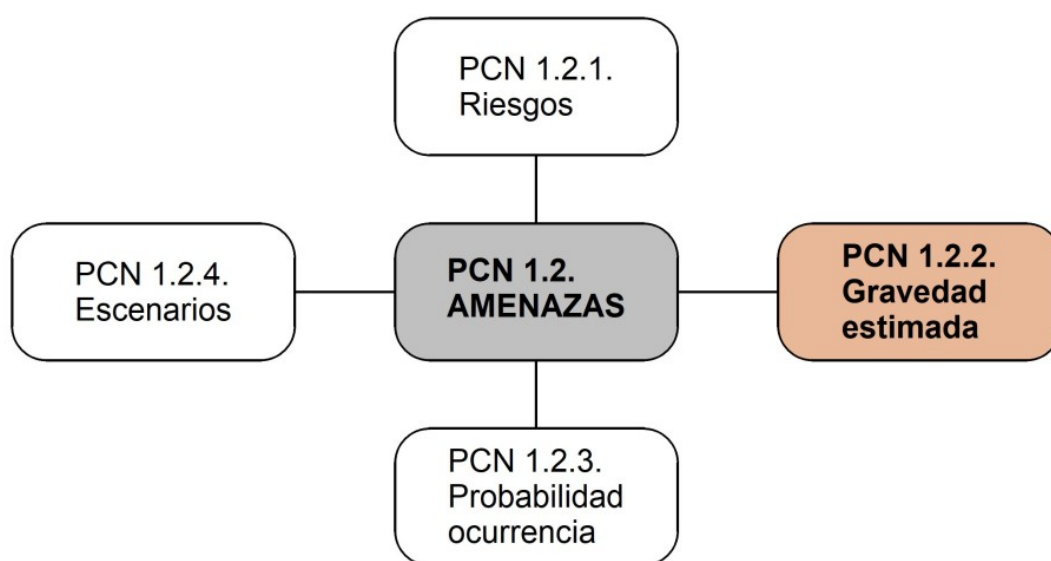 PCN 1.2.1.
Riesgos
PCN 1.2.4.
Escenarios
PCN 1.2.
AMENAZAS
PCN 1.2.2.
Gravedad
estimada
PCN 1.2.3.
Probabilidad
ocurrencia